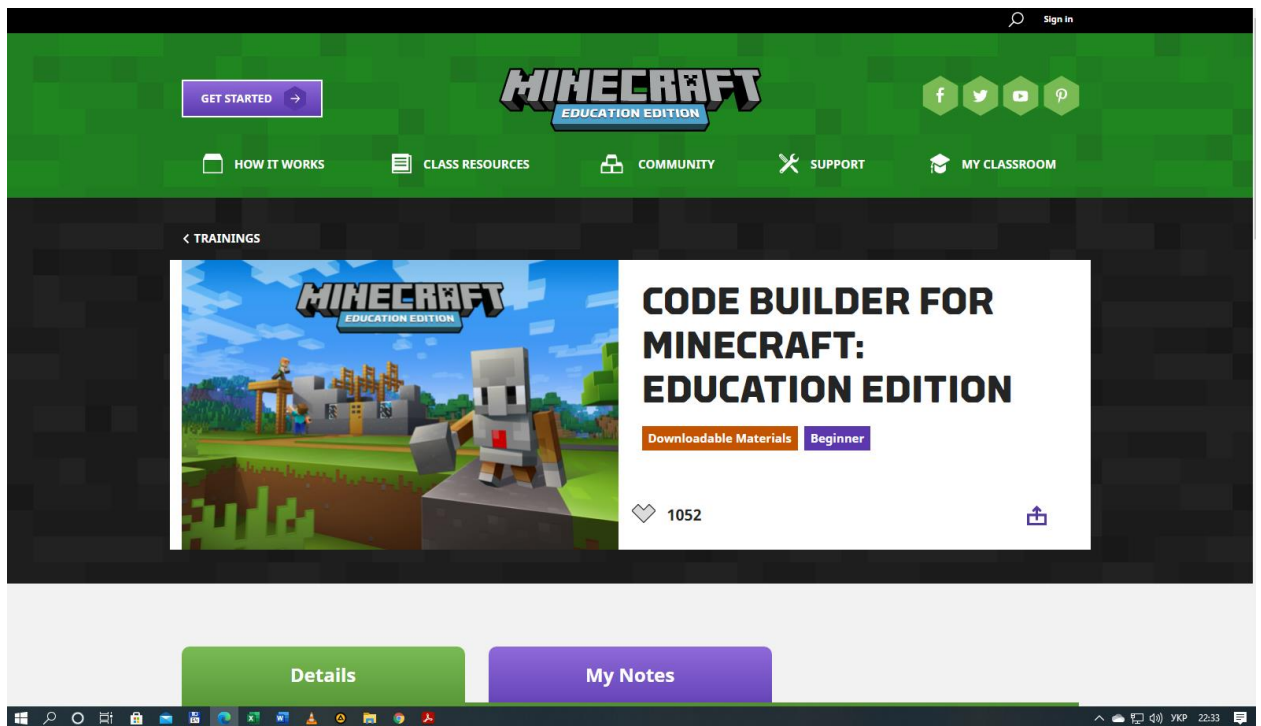 Sign in
GET STARTED
MINECRAFT
EDUCATION EDITION
HOW IT WORKS
CLASS RESOURCES
COMMUNITY
SUPPORT
MY CLASSROOM
< TRAININGS
MINECRAFT
EDUCATION EDITION
CODE BUILDER FOR
MINECRAFT:
EDUCATION EDITION
Downloadable Materials
Beginner
1052
Details
My Notes
УКР
22:33